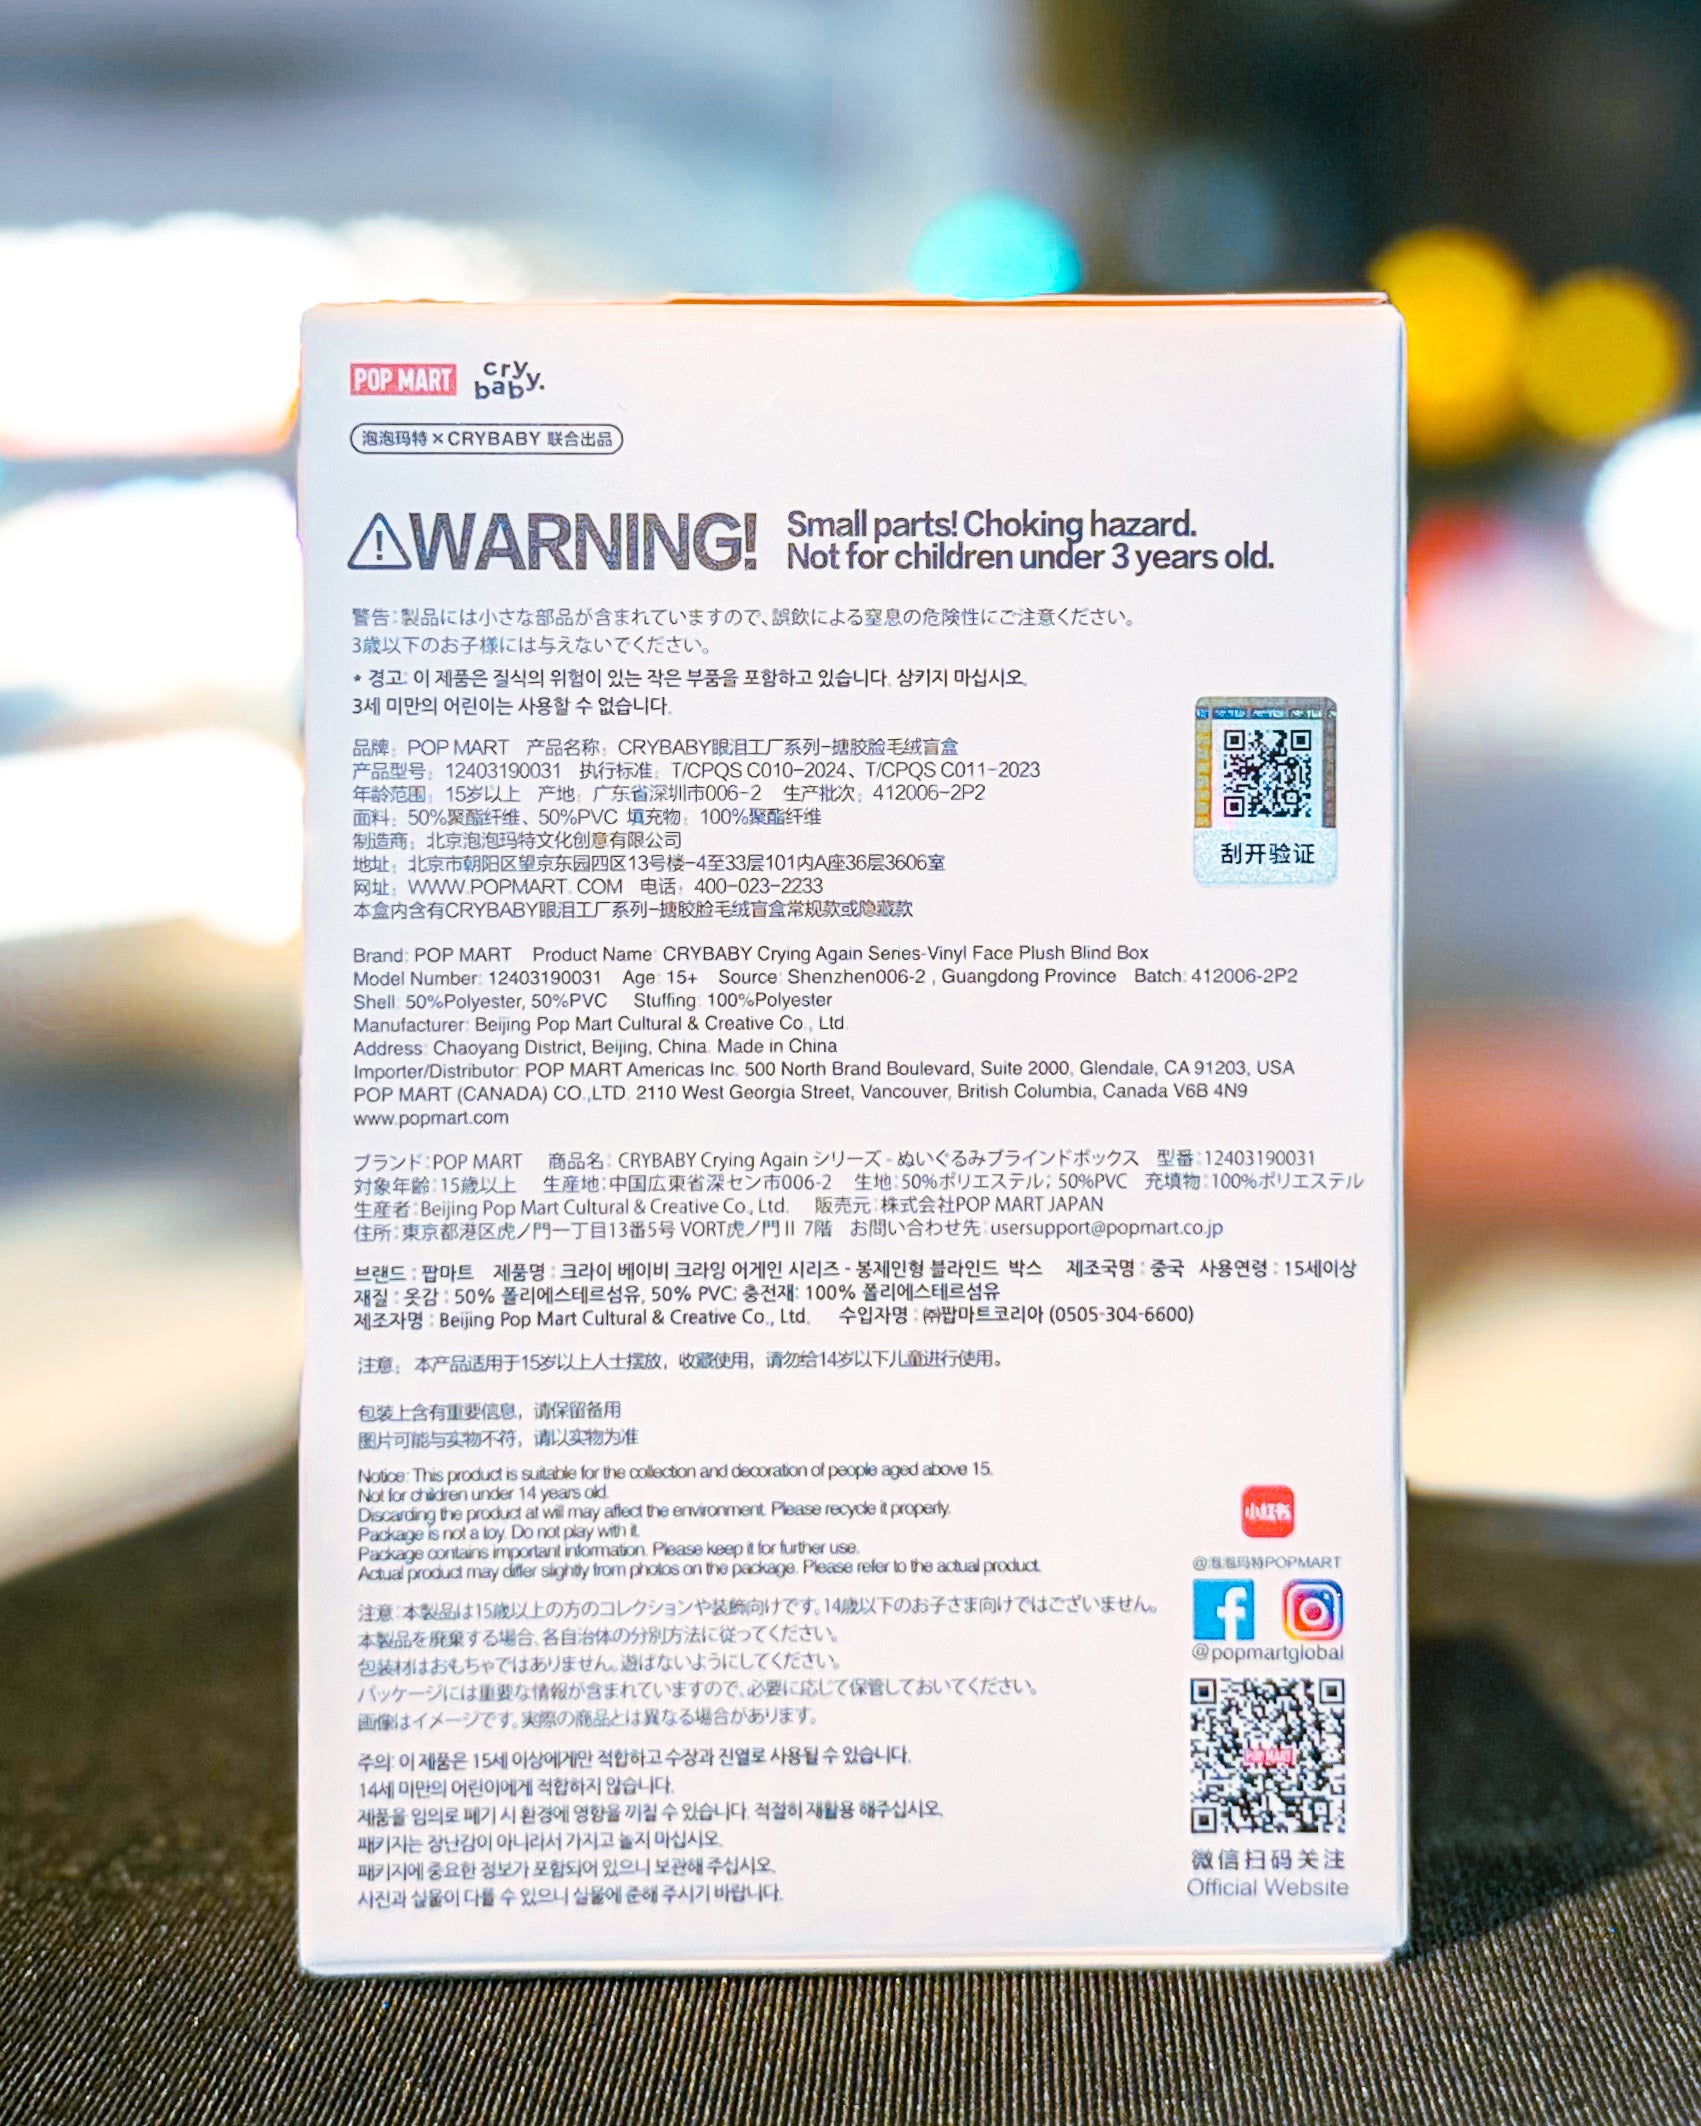 POP MART cry baby.
泡泡玛特×CRYBABY 联合出品
WARNING! Small parts! Choking hazard.
Not for children under 3 years old.
警告:製品には小さな部品が含まれていますので、誤飲による窒息の危険性にご注意ください。
3歳以下のお子様には与えないでください。
* 경고: 이 제품은 질식의 위험이 있는 작은 부품을 포함하고 있습니다. 삼키지 마십시오.
3세 미만의 어린이는 사용할 수 없습니다.
品牌：POP MART 产品名称：CRYBABY眼泪工厂系列-搪胶脸毛绒盲盒
产品型号：12403190031 执行标准：T/CPQS C010-2024、T/CPQS C011-2023
年龄范围：15岁以上 产地：广东省深圳市006-2 生产批次：412006-2P2
面料：50%聚酯纤维、50%PVC 填充物：100%聚酯纤维
制造商：北京泡泡玛特文化创意有限公司
地址：北京市朝阳区望京东园四区13号楼-4至33层101内A座36层3606室
网址：WWW.POPMART.COM 电话：400-023-2233
本盒内含有CRYBABY眼泪工厂系列-搪胶脸毛绒盲盒常规款或隐藏款
刮开验证
Brand: POP MART Product Name: CRYBABY Crying Again Series-Vinyl Face Plush Blind Box
Model Number: 12403190031 Age: 15+ Source: Shenzhen006-2 , Guangdong Province Batch: 412006-2P2
Shell: 50%Polyester, 50%PVC Stuffing: 100%Polyester
Manufacturer: Beijing Pop Mart Cultural & Creative Co., Ltd.
Address: Chaoyang District, Beijing, China. Made in China
Importer/Distributor: POP MART Americas Inc. 500 North Brand Boulevard, Suite 2000, Glendale, CA 91203, USA
POP MART (CANADA) CO.,LTD. 2110 West Georgia Street, Vancouver, British Columbia, Canada V6B 4N9
www.popmart.com
ブランド:POP MART 商品名: CRYBABY Crying Again シリーズ - ぬいぐるみブラインドボックス 型番:12403190031
対象年齢:15歳以上 生産地:中国広東省深セン市006-2 生地:50%ポリエステル; 50%PVC 充填物:100%ポリエステル
生産者:Beijing Pop Mart Cultural & Creative Co., Ltd. 販売元:株式会社POP MART JAPAN
住所:東京都港区虎ノ門一丁目13番5号 VORT虎ノ門II 7階 お問い合わせ先:usersupport@popmart.co.jp
브랜드 : 팝마트 제품명 : 크라이 베이비 크라잉 어게인 시리즈 - 봉제인형 블라인드 박스 제조국명 : 중국 사용연령 : 15세이상
재질 : 옷감 : 50% 폴리에스테르섬유, 50% PVC; 충전재: 100% 폴리에스테르섬유
제조자명 : Beijing Pop Mart Cultural & Creative Co., Ltd. 수입자명 : ㈜팝마트코리아 (0505-304-6600)
注意：本产品适用于15岁以上人士摆放，收藏使用，请勿给14岁以下儿童进行使用。
包装上含有重要信息，请保留备用
图片可能与实物不符，请以实物为准
Notice: This product is suitable for the collection and decoration of people aged above 15.
Not for children under 14 years old.
Discarding the product at will may affect the environment. Please recycle it properly.
Package is not a toy. Do not play with it.
Package contains important information. Please keep it for further use.
Actual product may differ slightly from photos on the package. Please refer to the actual product.
注意:本製品は15歳以上の方のコレクションや装飾向けです。14歳以下のお子さま向けではございません。
本製品を廃棄する場合、各自治体の分別方法に従ってください。
包装材はおもちゃではありません。遊ばないようにしてください。
パッケージには重要な情報が含まれていますので、必要に応じて保管しておいてください。
画像はイメージです。実際の商品とは異なる場合があります。
주의: 이 제품은 15세 이상에게만 적합하고 수장과 진열로 사용될 수 있습니다.
14세 미만의 어린이에게 적합하지 않습니다.
제품을 임의로 폐기 시 환경에 영향을 끼칠 수 있습니다. 적절히 재활용 해주십시오.
패키지는 장난감이 아니라서 가지고 놀지 마십시오.
패키지에 중요한 정보가 포함되어 있으니 보관해 주십시오.
사진과 실물이 다를 수 있으니 실물에 준해 주시기 바랍니다.
小红书
@泡泡玛特POPMART
@popmartglobal
POP MART
微信扫码关注
Official Website